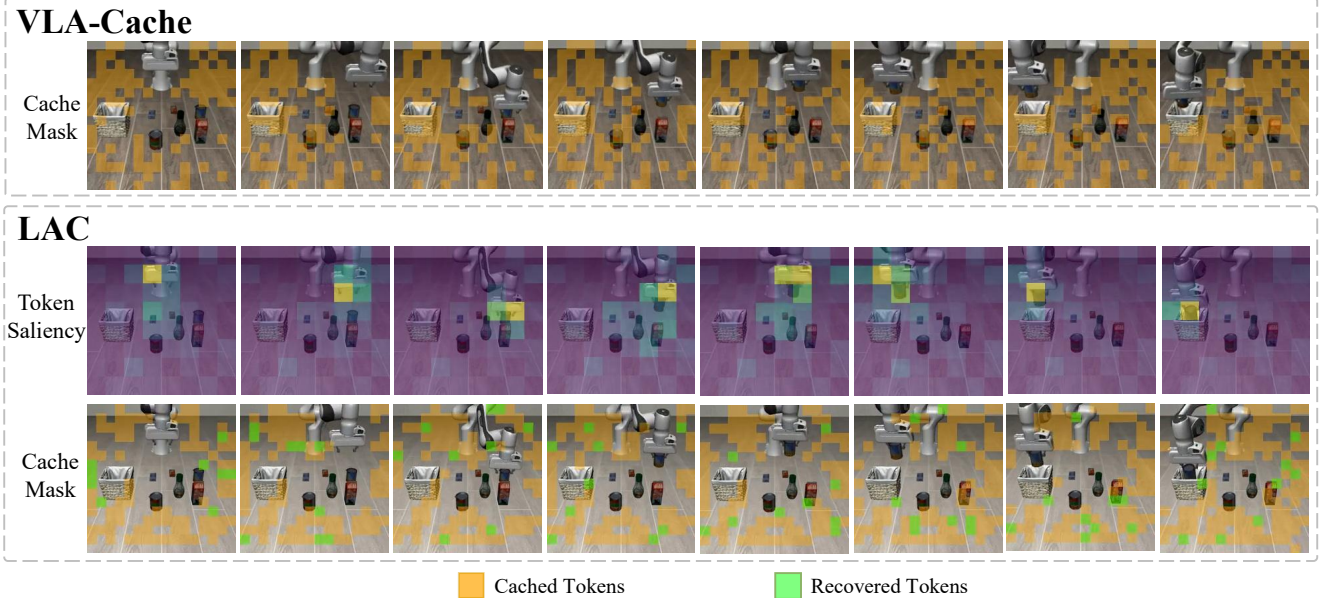 VLA-Cache
Cache
Mask
LAC
Token
Saliency
Cache
Mask
Cached Tokens
Recovered Tokens